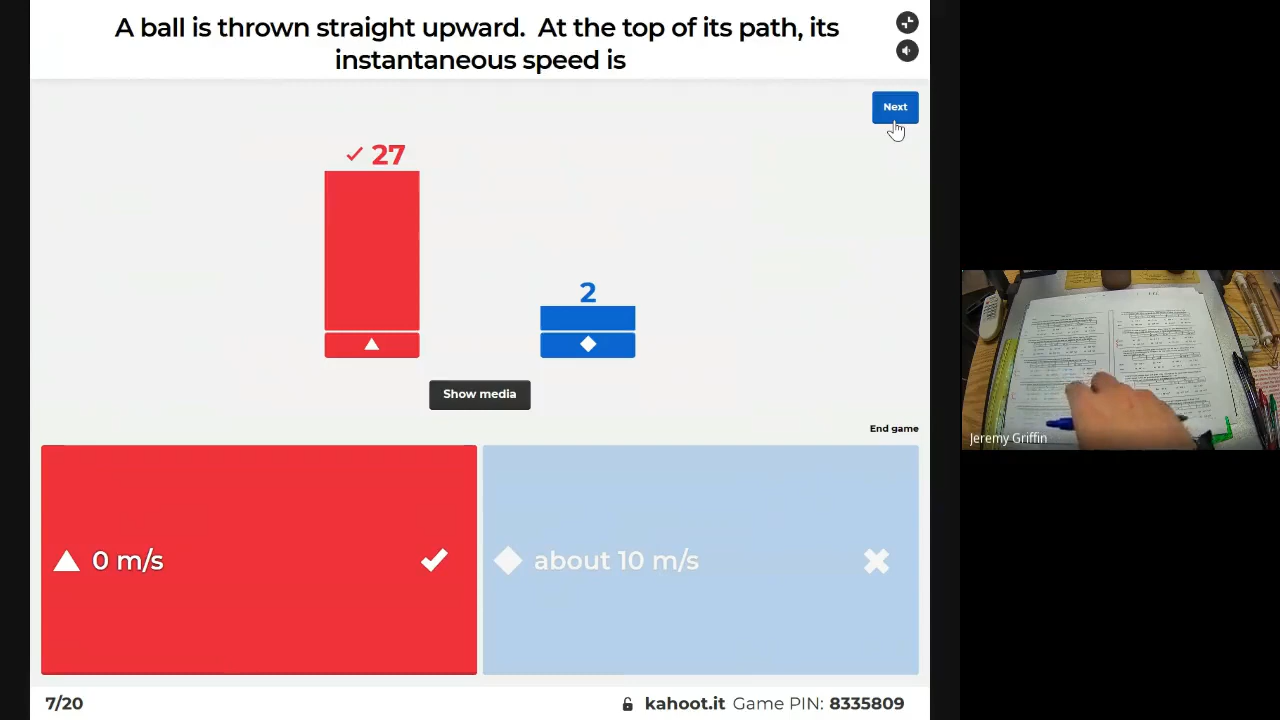 A ball is thrown straight upward. At the top of its path, its
instantaneous speed is
Next
27
2
Show media
End game
0 m/s
about 10 m/s
Jeremy Griffin
7/20
kahoot.it Game PIN: 8335809